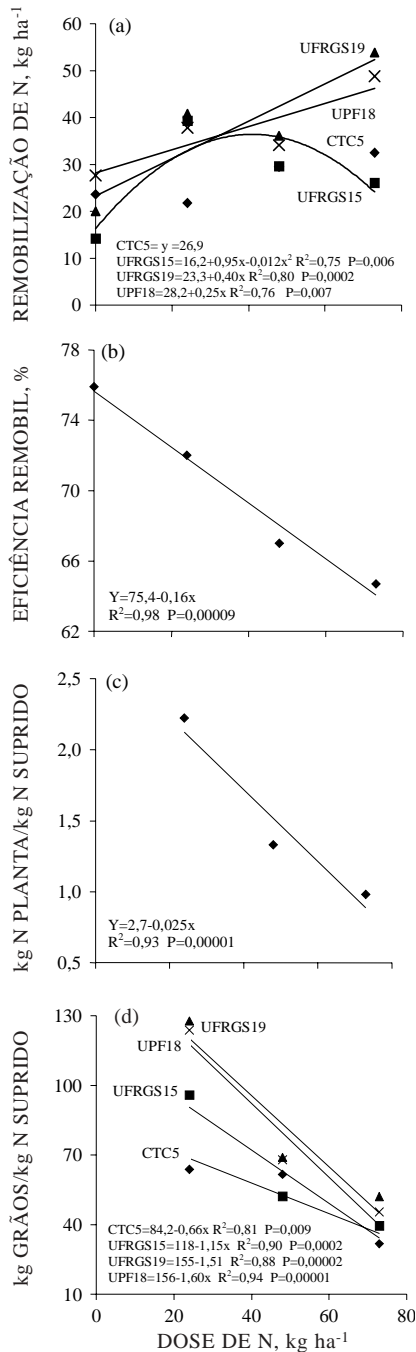 REMOBILIZAÇÃO DE N, kg ha⁻¹
60
50
40
30
20
10
0
(a)
UFRGS19
UPF18
CTC5
UFRGS15
CTC5= y =26,9
UFRGS15=16,2+0,95x-0,012x² R²=0,75 P=0,006
UFRGS19=23,3+0,40x R²=0,80 P=0,0002
UPF18=28,2+0,25x R²=0,76 P=0,007
0 20 40 60 80
EFICIÊNCIA REMOBIL, %
78
74
70
66
62
(b)
Y=75,4-0,16x
R²=0,98 P=0,00009
kg N PLANTA/kg N SUPRIDO
2,5
2,0
1,5
1,0
0,5
(c)
Y=2,7-0,025x
R²=0,93 P=0,00001
kg GRÃOS/kg N SUPRIDO
130
100
70
40
10
(d)
UFRGS19
UPF18
UFRGS15
CTC5
CTC5=84,2-0,66x R²=0,81 P=0,009
UFRGS15=118-1,15x R²=0,90 P=0,0002
UFRGS19=155-1,51 R²=0,88 P=0,00002
UPF18=156-1,60x R²=0,94 P=0,00001
0 20 40 60 80
DOSE DE N, kg ha⁻¹